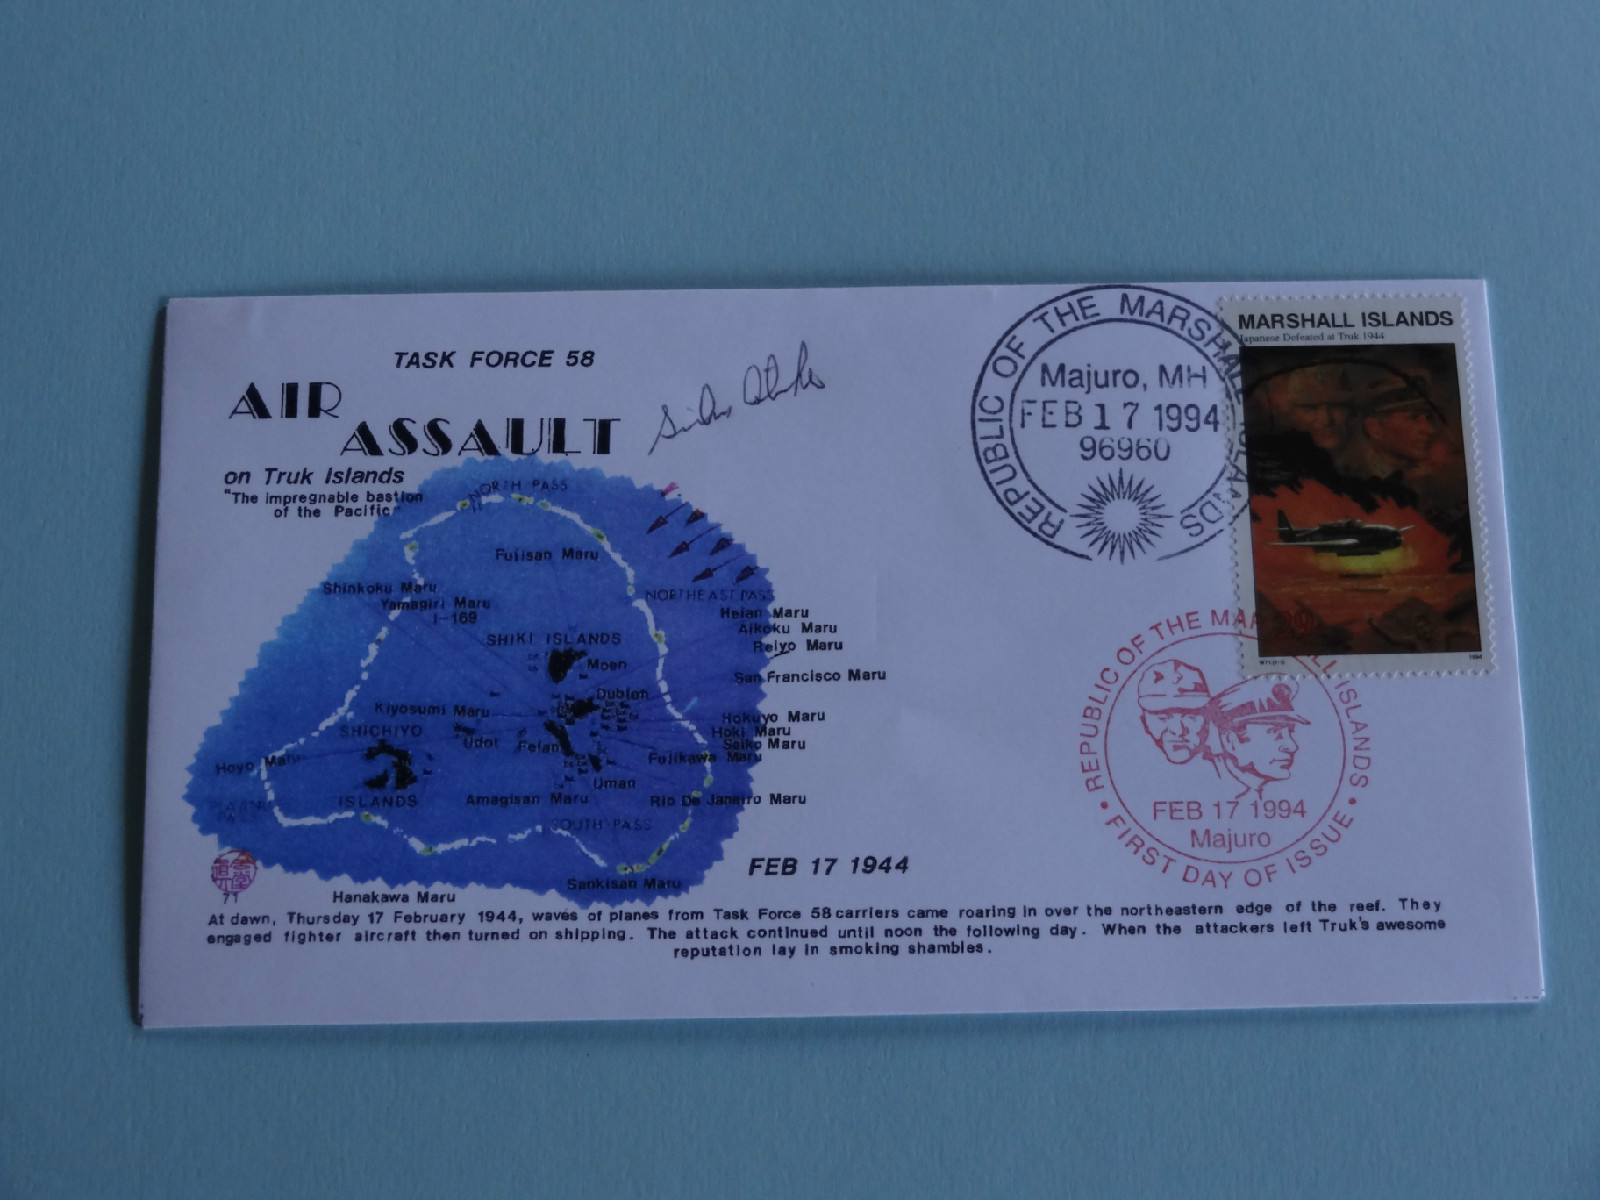 TASK FORCE 58
AIR
ASSAULT
on Truk Islands
"The impregnable bastion
of the Pacific"
NORTH PASS
Fujisan Maru
Shinkoku Maru
Yamagiri Maru
I-169
NORTHEAST PASS
Heian Maru
Aikoku Maru
Reiyo Maru
SHIKI ISLANDS
Moen
San Francisco Maru
Dublon
Kiyosumi Maru
Hokuyo Maru
SHICHIYO
Hoki Maru
Udot
Fefan
Seiko Maru
Fujikawa Maru
Hoyo Maru
Uman
ISLANDS
Amagisan Maru
Rio De Janeiro Maru
PASS
SOUTH PASS
Sankisan Maru
71
Hanakawa Maru
FEB 17 1944
At dawn, Thursday 17 February 1944, waves of planes from Task Force 58 carriers came roaring in over the northeastern edge of the reef. They
engaged fighter aircraft then turned on shipping. The attack continued until noon the following day. When the attackers left Truk's awesome
reputation lay in smoking shambles.
REPUBLIC OF THE MARSHALL ISLANDS
Majuro, MH
FEB 17 1994
96960
MARSHALL ISLANDS
Japanese Defeated at Truk 1944
1994
REPUBLIC OF THE MARSHALL ISLANDS
FEB 17 1994
Majuro
• FIRST DAY OF ISSUE •